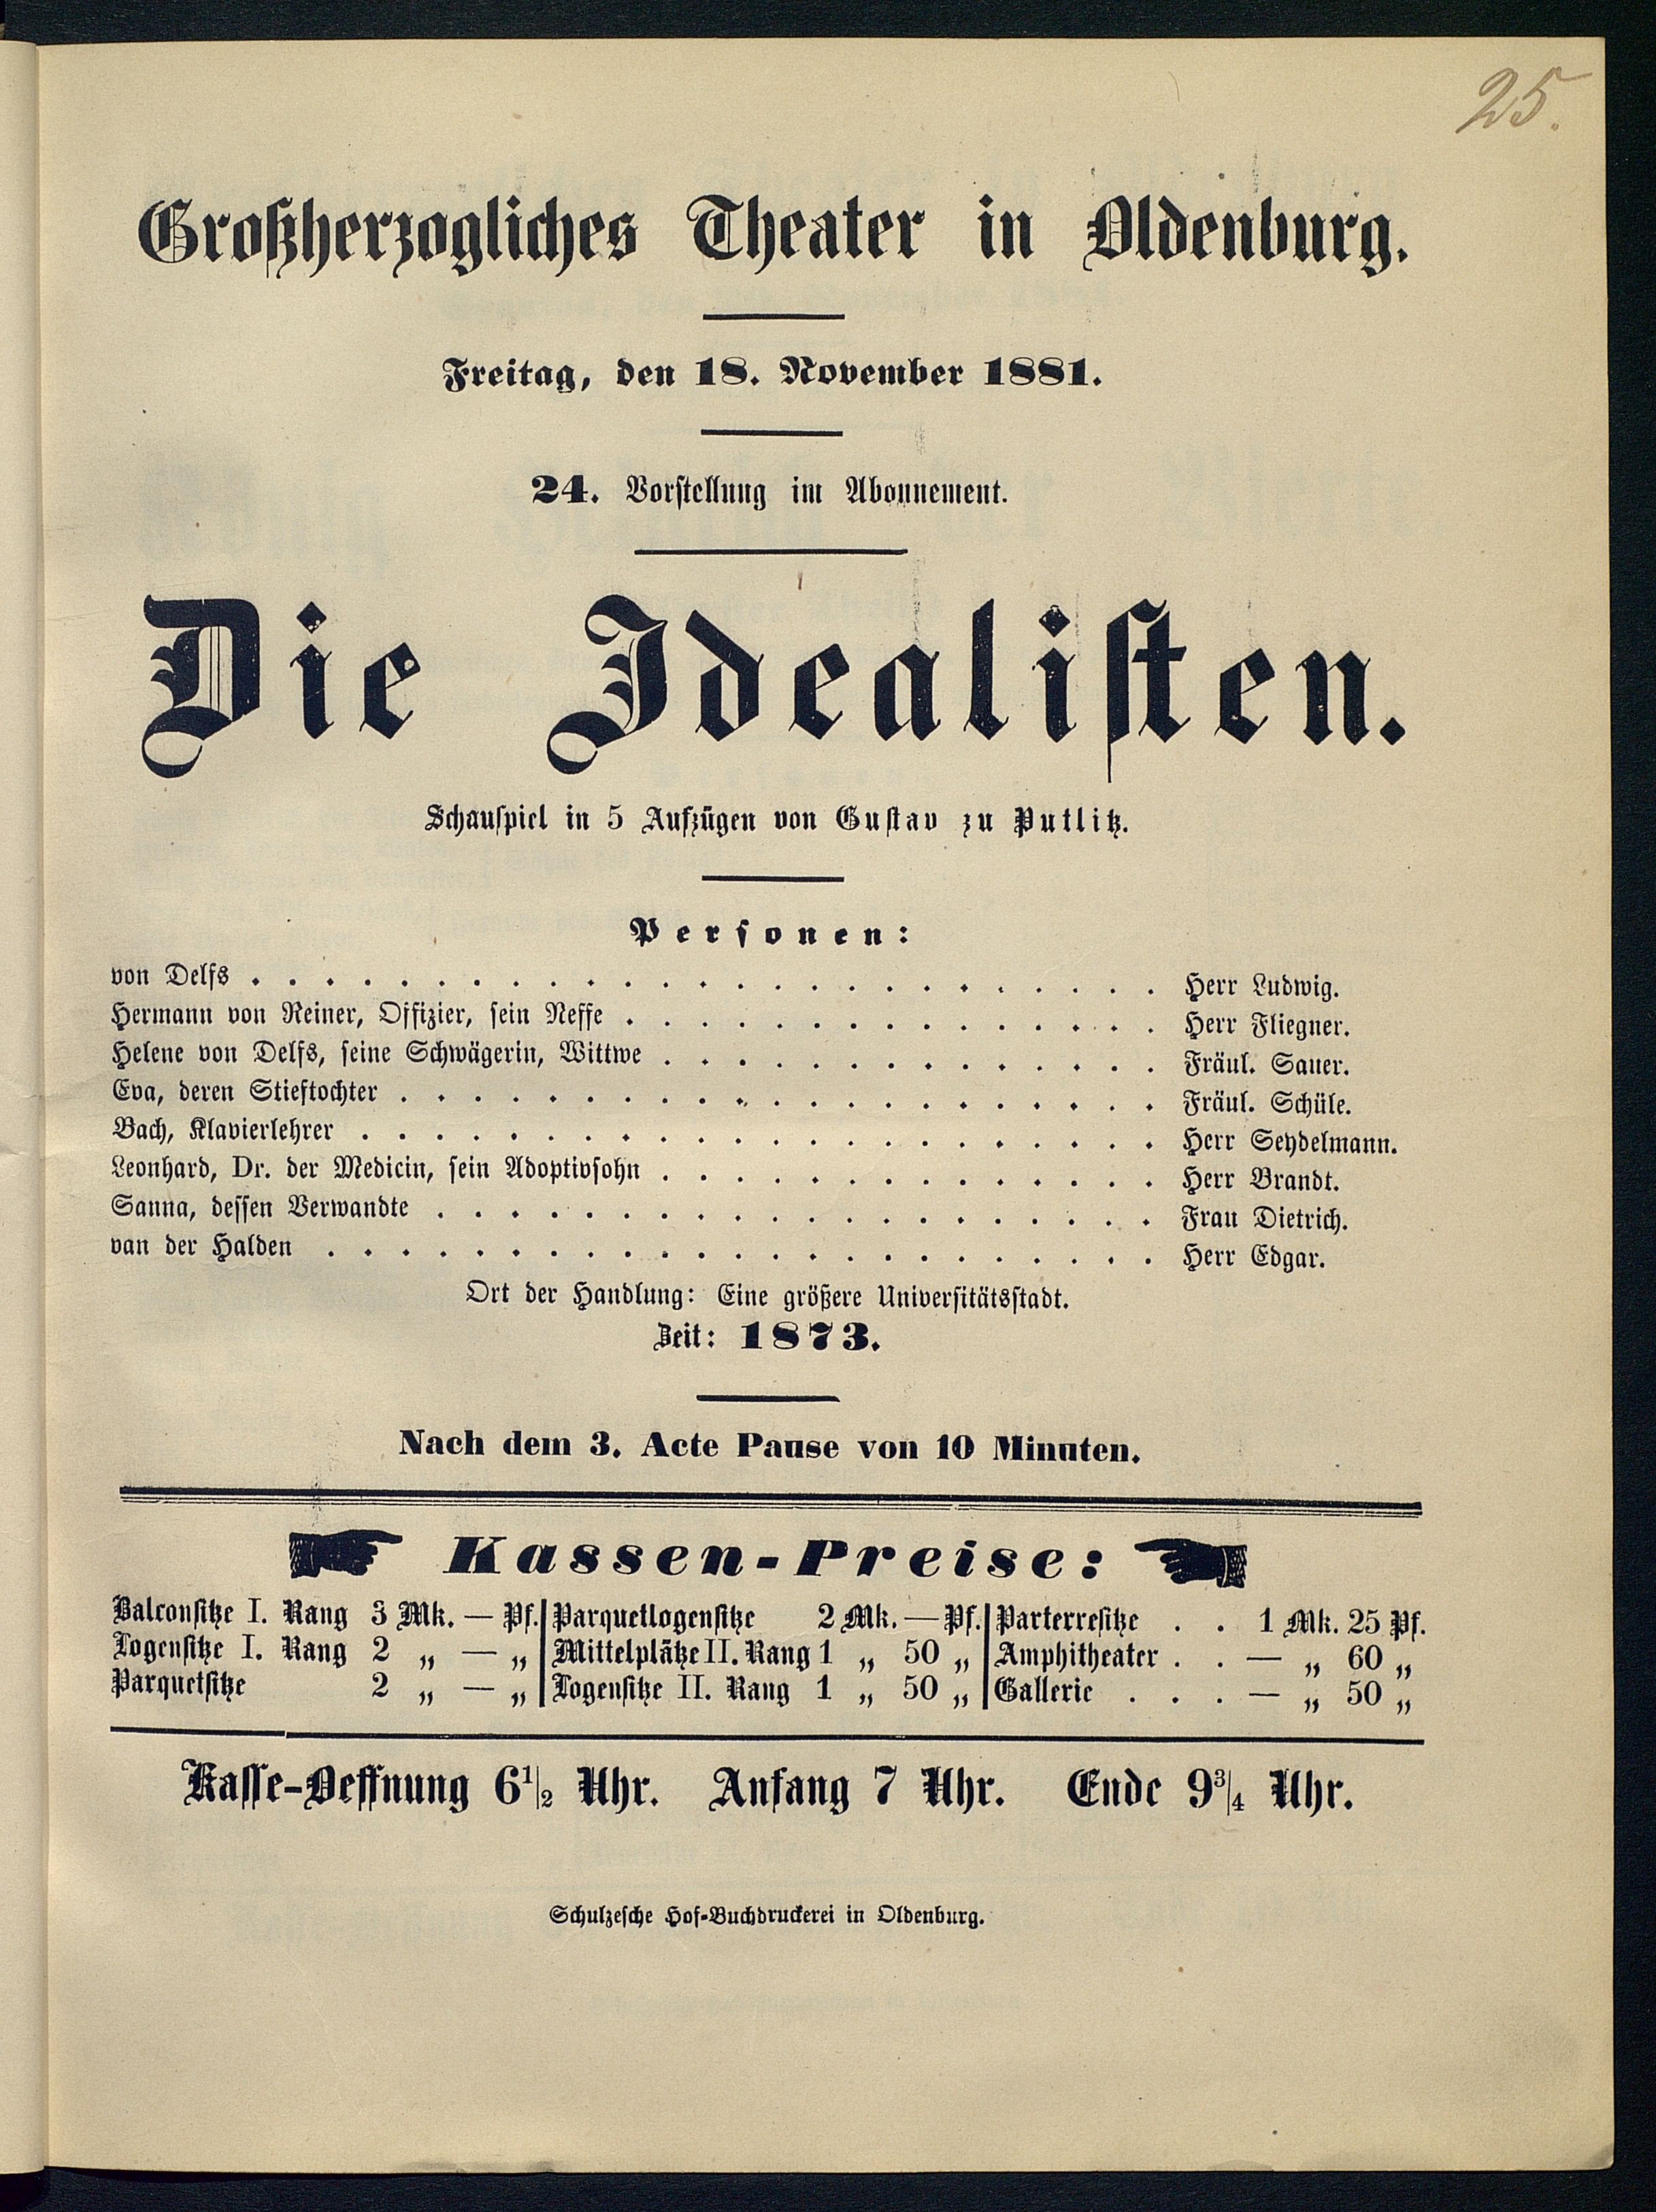 25.
Großherzogliches Theater in Oldenburg.
Freitag, den 18. November 1881.
24. Vorstellung im Abonnement.
Die Idealisten.
Schauspiel in 5 Aufzügen von Gustav zu Putlitz.
Personen:
von Delfs . . . . . . . . . . . . . . . . . . . . . . . . . Herr Ludwig.
Hermann von Reiner, Offizier, sein Neffe . . . . . . . . . . . . . . . Herr Fliegner.
Helene von Delfs, seine Schwägerin, Wittwe . . . . . . . . . . . . . . Fräul. Sauer.
Eva, deren Stieftochter . . . . . . . . . . . . . . . . . . . . . Fräul. Schüle.
Bach, Klavierlehrer . . . . . . . . . . . . . . . . . . . . . . Herr Seydelmann.
Leonhard, Dr. der Medicin, sein Adoptivsohn . . . . . . . . . . . . . . Herr Brandt.
Sanna, dessen Verwandte . . . . . . . . . . . . . . . . . . . . Frau Dietrich.
van der Halden . . . . . . . . . . . . . . . . . . . . . . . Herr Edgar.
Ort der Handlung: Eine größere Universitätsstadt.
Zeit: 1873.
Nach dem 3. Acte Pause von 10 Minuten.
Kassen-Preise:
Balconsitze I. Rang 3 Mk. — Pf. Parquetlogensitze 2 Mk. — Pf. Parterresitze . . 1 Mk. 25 Pf.
Logensitze I. Rang 2 „ — „ Mittelplätze II. Rang 1 „ 50 „ Amphitheater . . — „ 60 „
Parquetsitze 2 „ — „ Logensitze II. Rang 1 „ 50 „ Gallerie . . . — „ 50 „
Kasse-Oeffnung 6½ Uhr. Anfang 7 Uhr. Ende 9¾ Uhr.
Schulzesche Hof-Buchdruckerei in Oldenburg.